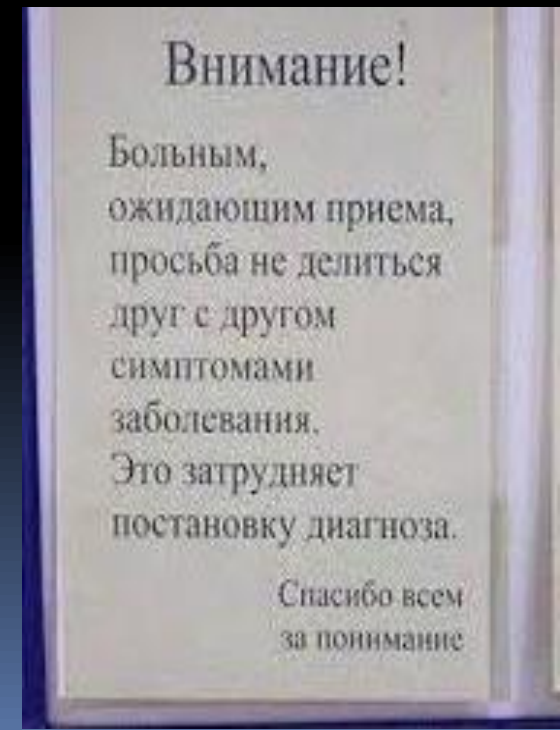 Внимание!
Больным,
ожидающим приема,
просьба не делиться
друг с другом
симптомами
заболевания.
Это затрудняет
постановку диагноза.
Спасибо всем
за понимание